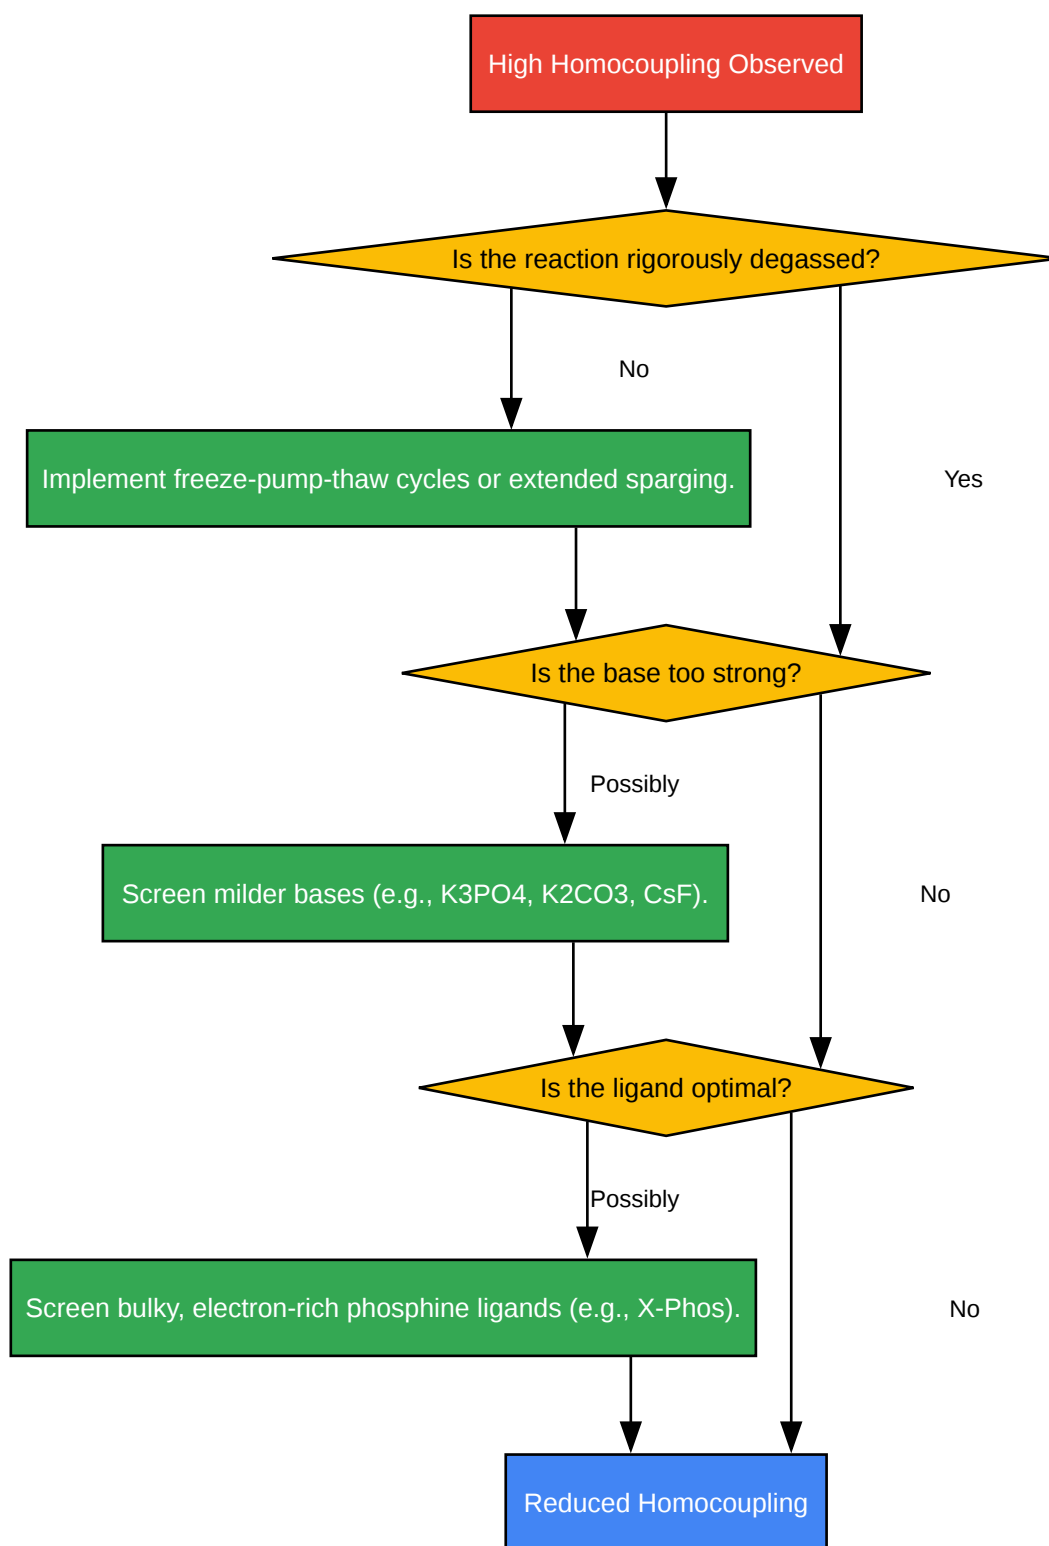 High Homocoupling Observed
Is the reaction rigorously degassed?
No
Implement freeze-pump-thaw cycles or extended sparging.
Yes
Is the base too strong?
Possibly
Screen milder bases (e.g., K3PO4, K2CO3, CsF).
No
Is the ligand optimal?
Possibly
Screen bulky, electron-rich phosphine ligands (e.g., X-Phos).
No
Reduced Homocoupling